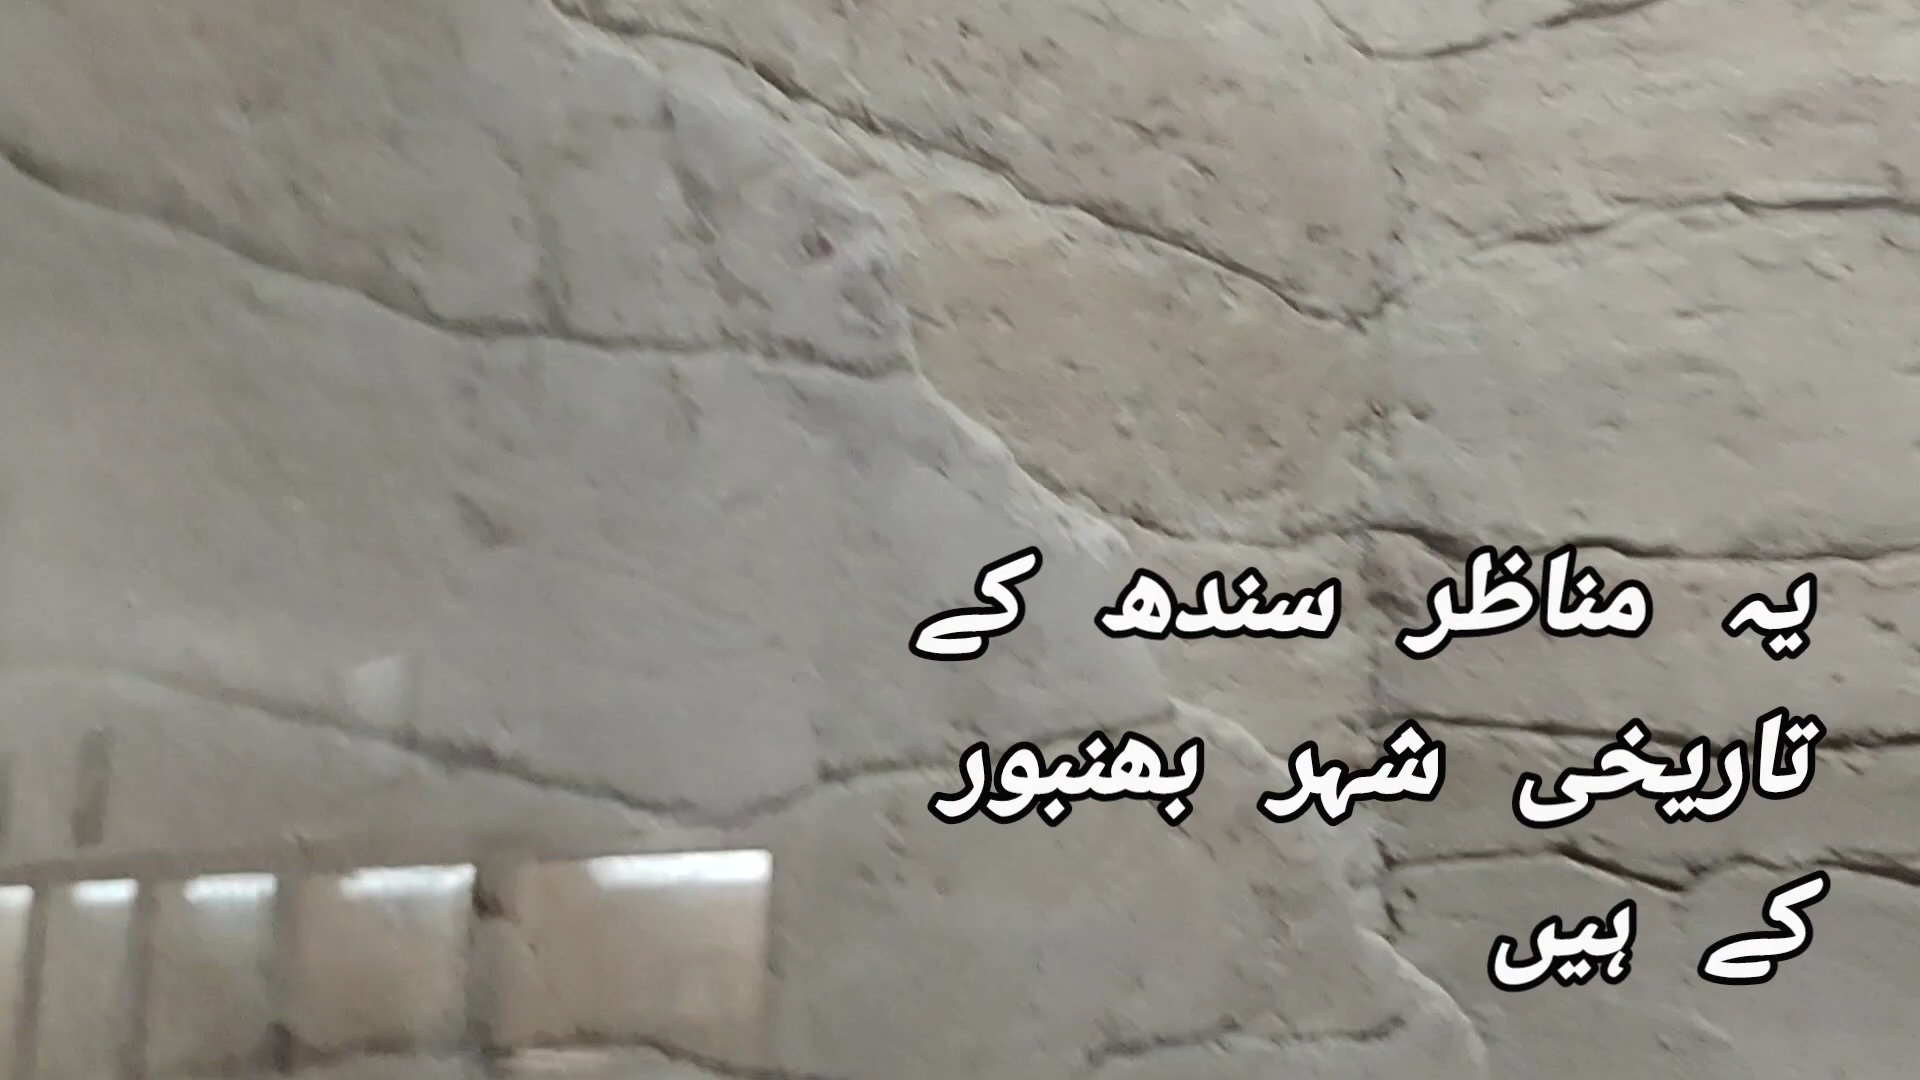 یہ مناظر سندھ کے
تاریخی شہر بھنبور
کے ہیں